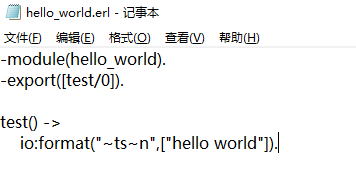 hello_world.erl - 记事本
文件(F) 编辑(E) 格式(O) 查看(V) 帮助(H)
-module(hello_world).
-export([test/0]).
test() ->
    io:format("~ts~n",["hello world"]).